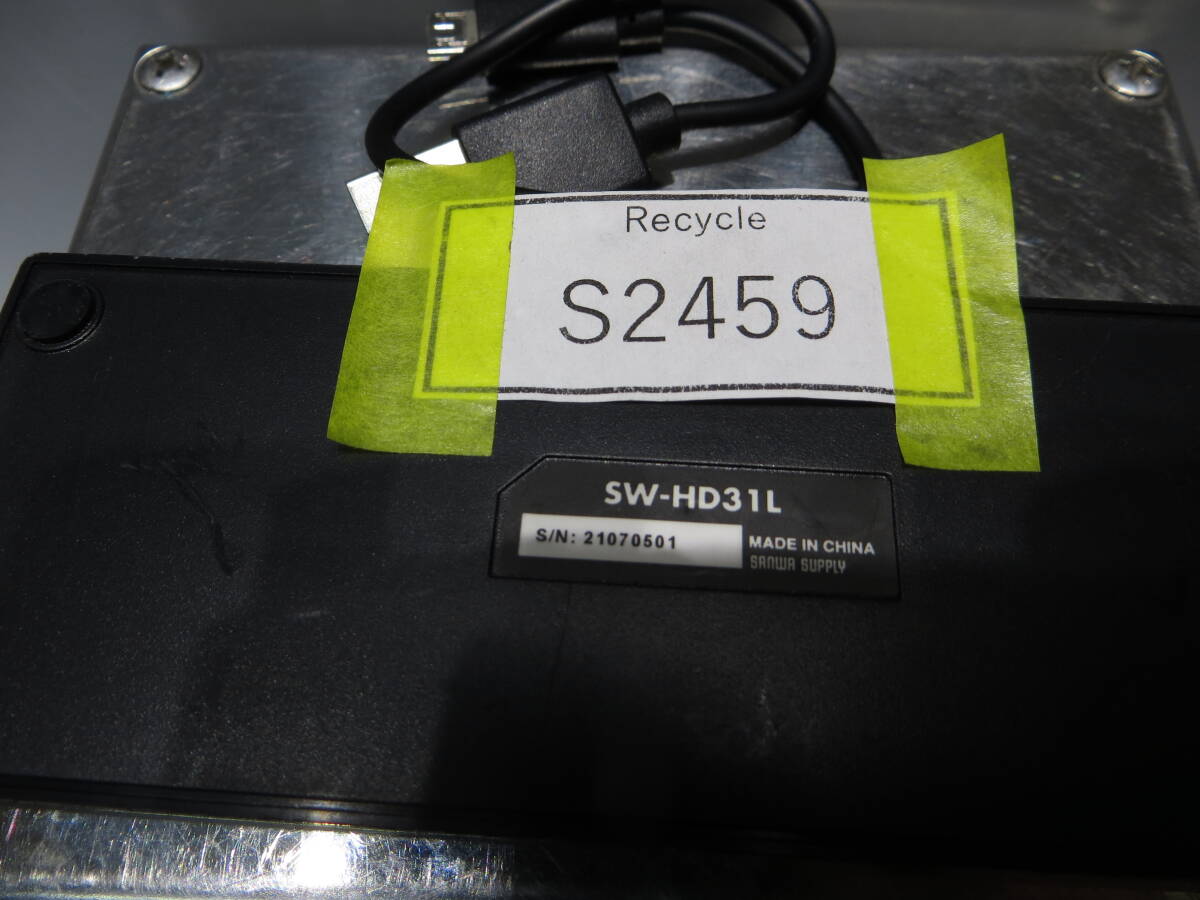 Recycle
S2459
SW-HD31L
S/N: 21070501
MADE IN CHINA
SANWA SUPPLY